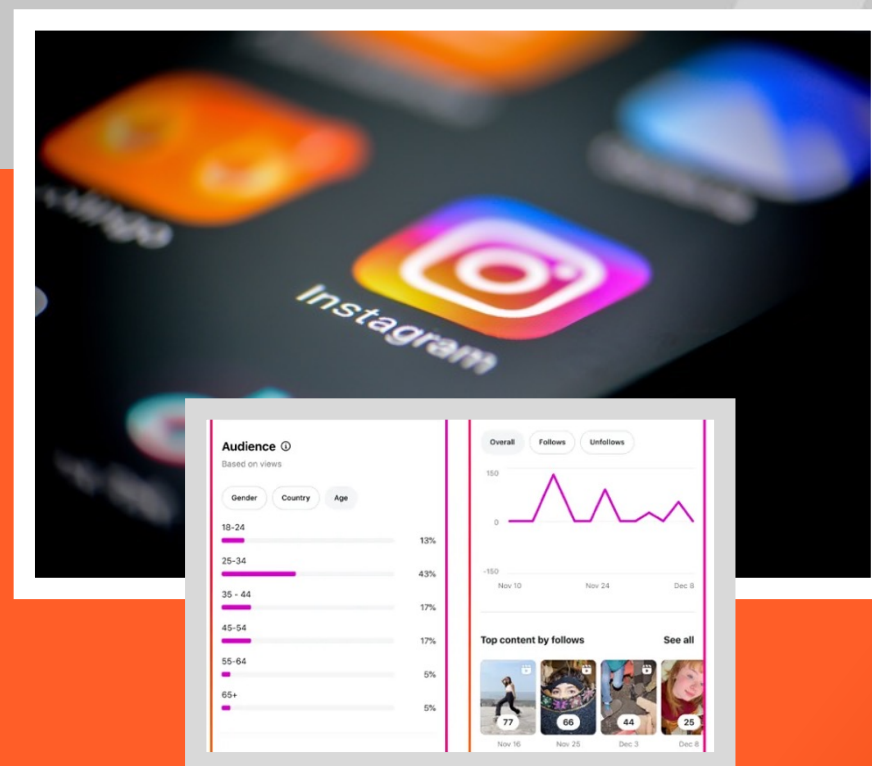 Instagram
Audience
Based on views
Gender Country Age
18-24
13%
25-34
43%
35 - 44
17%
45-54
17%
55-64
5%
65+
5%
Overall Follows Unfollows
150
0
-150
Nov 10 Nov 24 Dec 8
Top content by follows See all
77 66 44 25
Nov 16 Nov 25 Dec 3 Dec 8